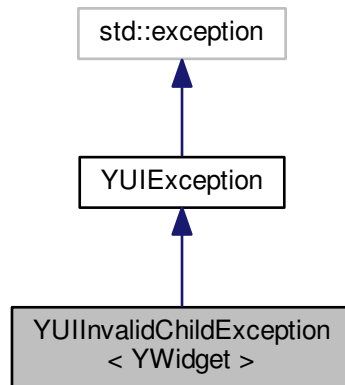 std::exception
YUIException
YUIInvalidChildException
< YWidget >